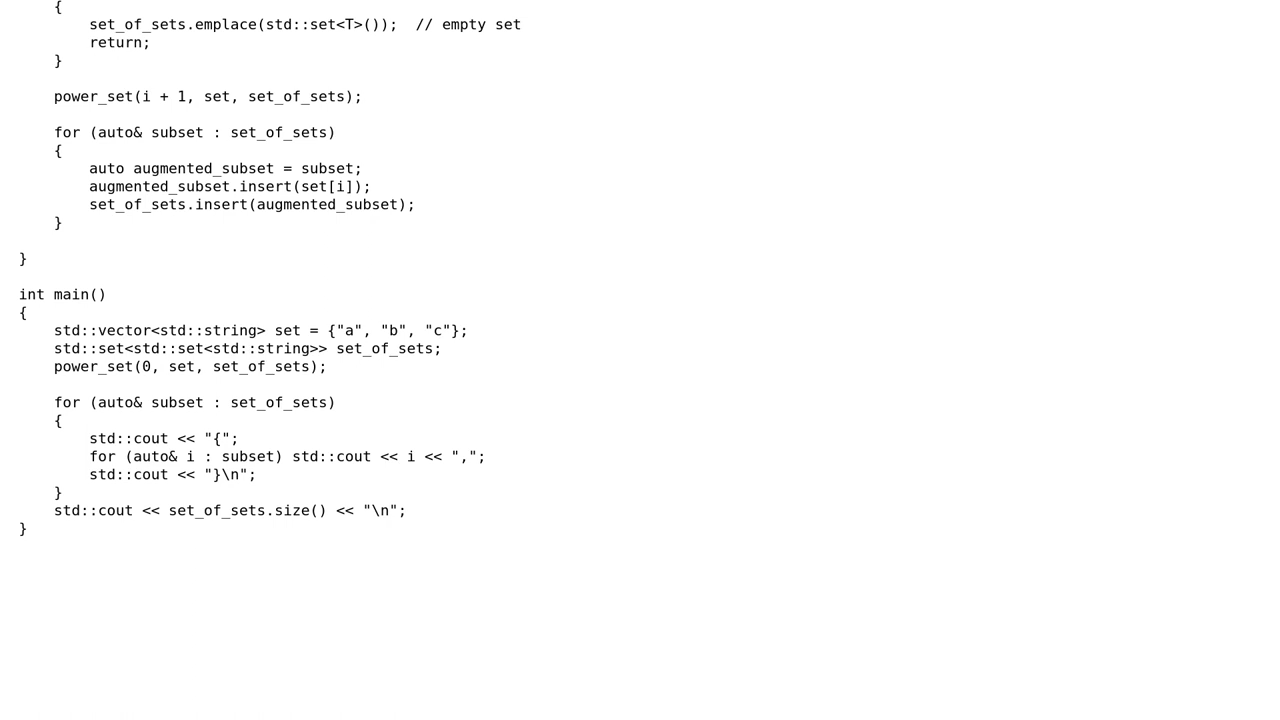 {
        set_of_sets.emplace(std::set<T>());  // empty set
        return;
    }

    power_set(i + 1, set, set_of_sets);

    for (auto& subset : set_of_sets)
    {
        auto augmented_subset = subset;
        augmented_subset.insert(set[i]);
        set_of_sets.insert(augmented_subset);
    }

}

int main()
{
    std::vector<std::string> set = {"a", "b", "c"};
    std::set<std::set<std::string>> set_of_sets;
    power_set(0, set, set_of_sets);

    for (auto& subset : set_of_sets)
    {
        std::cout << "{";
        for (auto& i : subset) std::cout << i << ",";
        std::cout << "}\n";
    }
    std::cout << set_of_sets.size() << "\n";
}